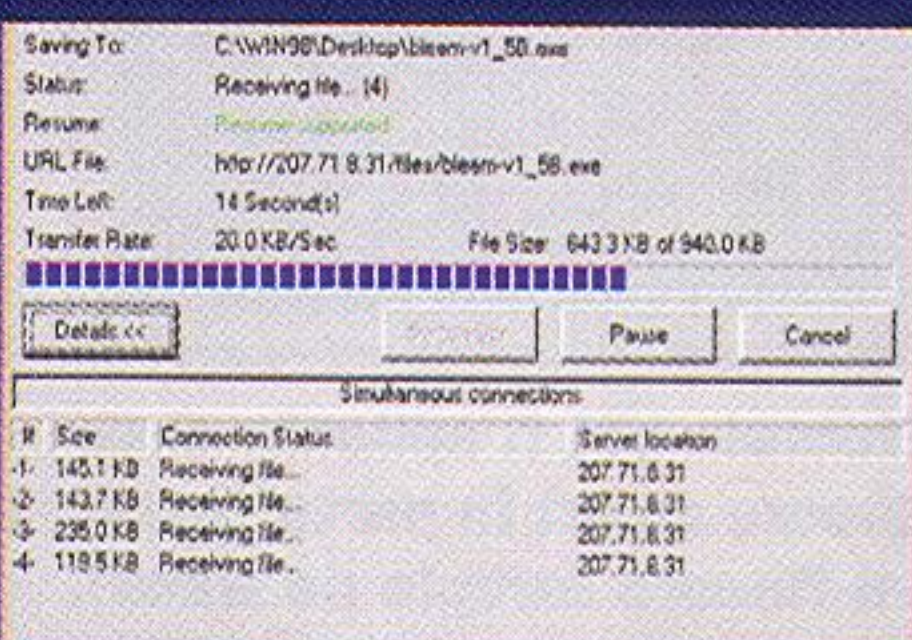 Saving To: C:\WIN98\Desktop\bleem-v1_5
Status: Receiving file... (4)
Resume: Resume supported
URL File: http://207.71.8.31/files/bleem-v1_5
Time Left: 14 Second(s)
Transfer Rate: 20.0 KB/Sec File Size: 643.3 KB of 940.0 KB
Details << Pause Cancel
Simultaneous connections
# Size Connection Status Server location
-1- 145.1 KB Receiving file... 207.71.8.31
-2- 143.7 KB Receiving file... 207.71.8.31
-3- 235.0 KB Receiving file... 207.71.8.31
-4- 119.5 KB Receiving file... 207.71.8.31